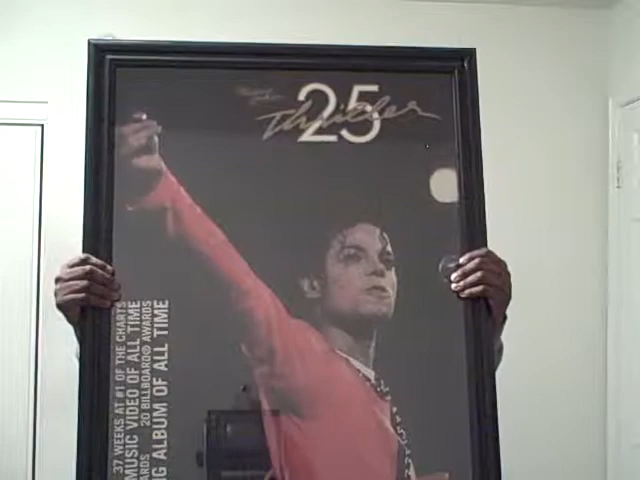 25
Thriller
37 WEEKS AT #1 OF THE CHARTS
MUSIC VIDEO OF ALL TIME
ARDS 20 BILLBOARD® AWARDS
G ALBUM OF ALL TIME